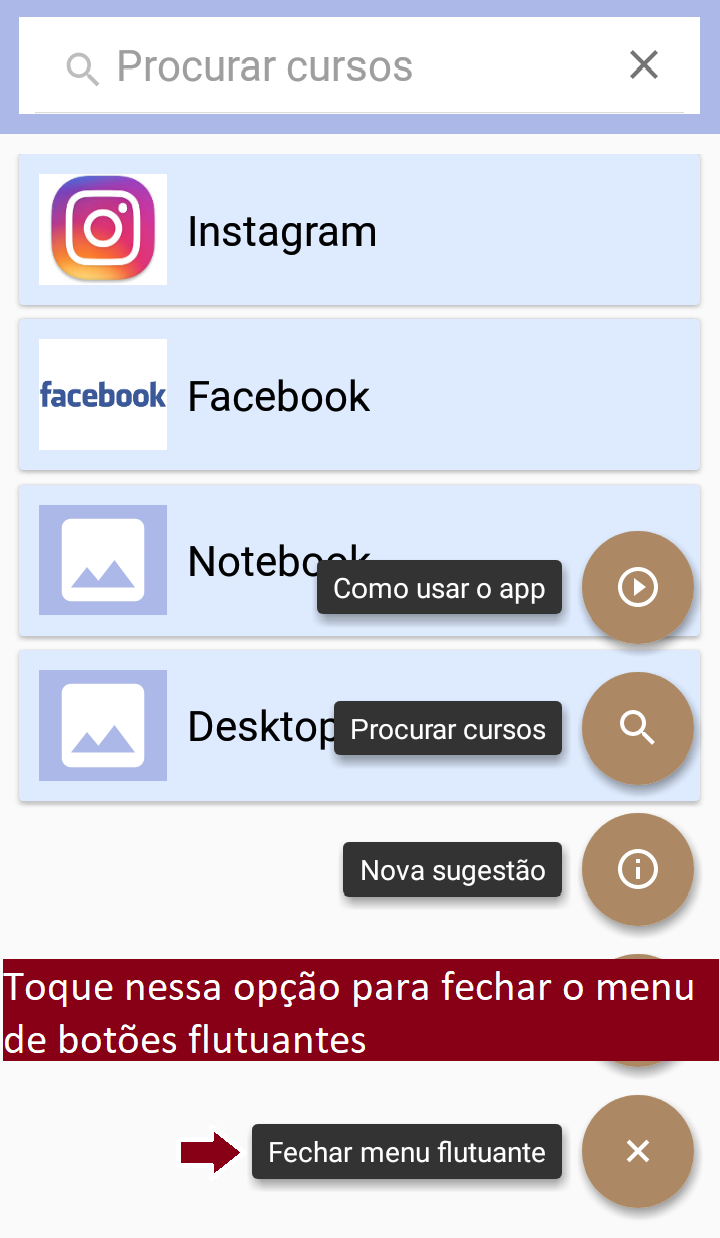 Procurar cursos
Instagram
facebook
Facebook
Notebook
Como usar o app
Desktop
Procurar cursos
Nova sugestão
Toque nessa opção para fechar o menu
de botões flutuantes
Fechar menu flutuante